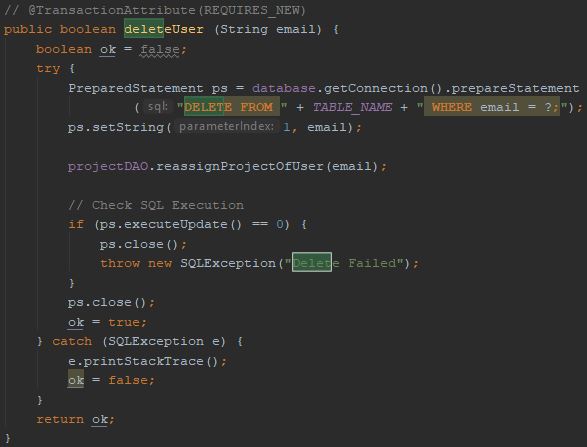 // @TransactionAttribute(REQUIRES_NEW)
public boolean deleteUser (String email) {
    boolean ok = false;
    try {
        PreparedStatement ps = database.getConnection().prepareStatement
                ( sql: "DELETE FROM " + TABLE_NAME + " WHERE email = ?;");
        ps.setString( parameterIndex: 1, email);

        projectDAO.reassignProjectOfUser(email);

        // Check SQL Execution
        if (ps.executeUpdate() == 0) {
            ps.close();
            throw new SQLException("Delete Failed");
        }
        ps.close();
        ok = true;
    } catch (SQLException e) {
        e.printStackTrace();
        ok = false;
    }
    return ok;
}